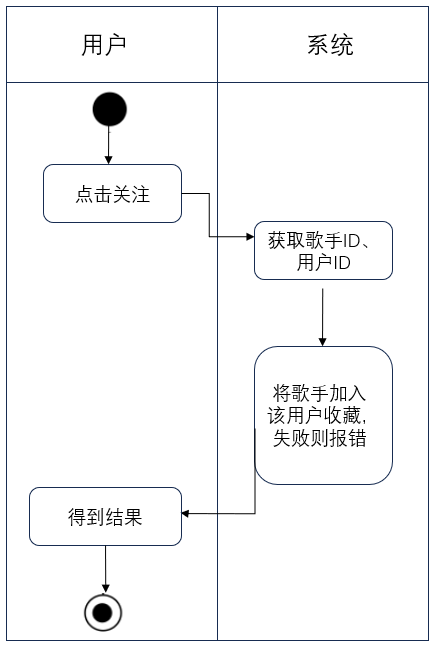 用户
系统
点击关注
获取歌手ID、
用户ID
将歌手加入
该用户收藏，
失败则报错
得到结果